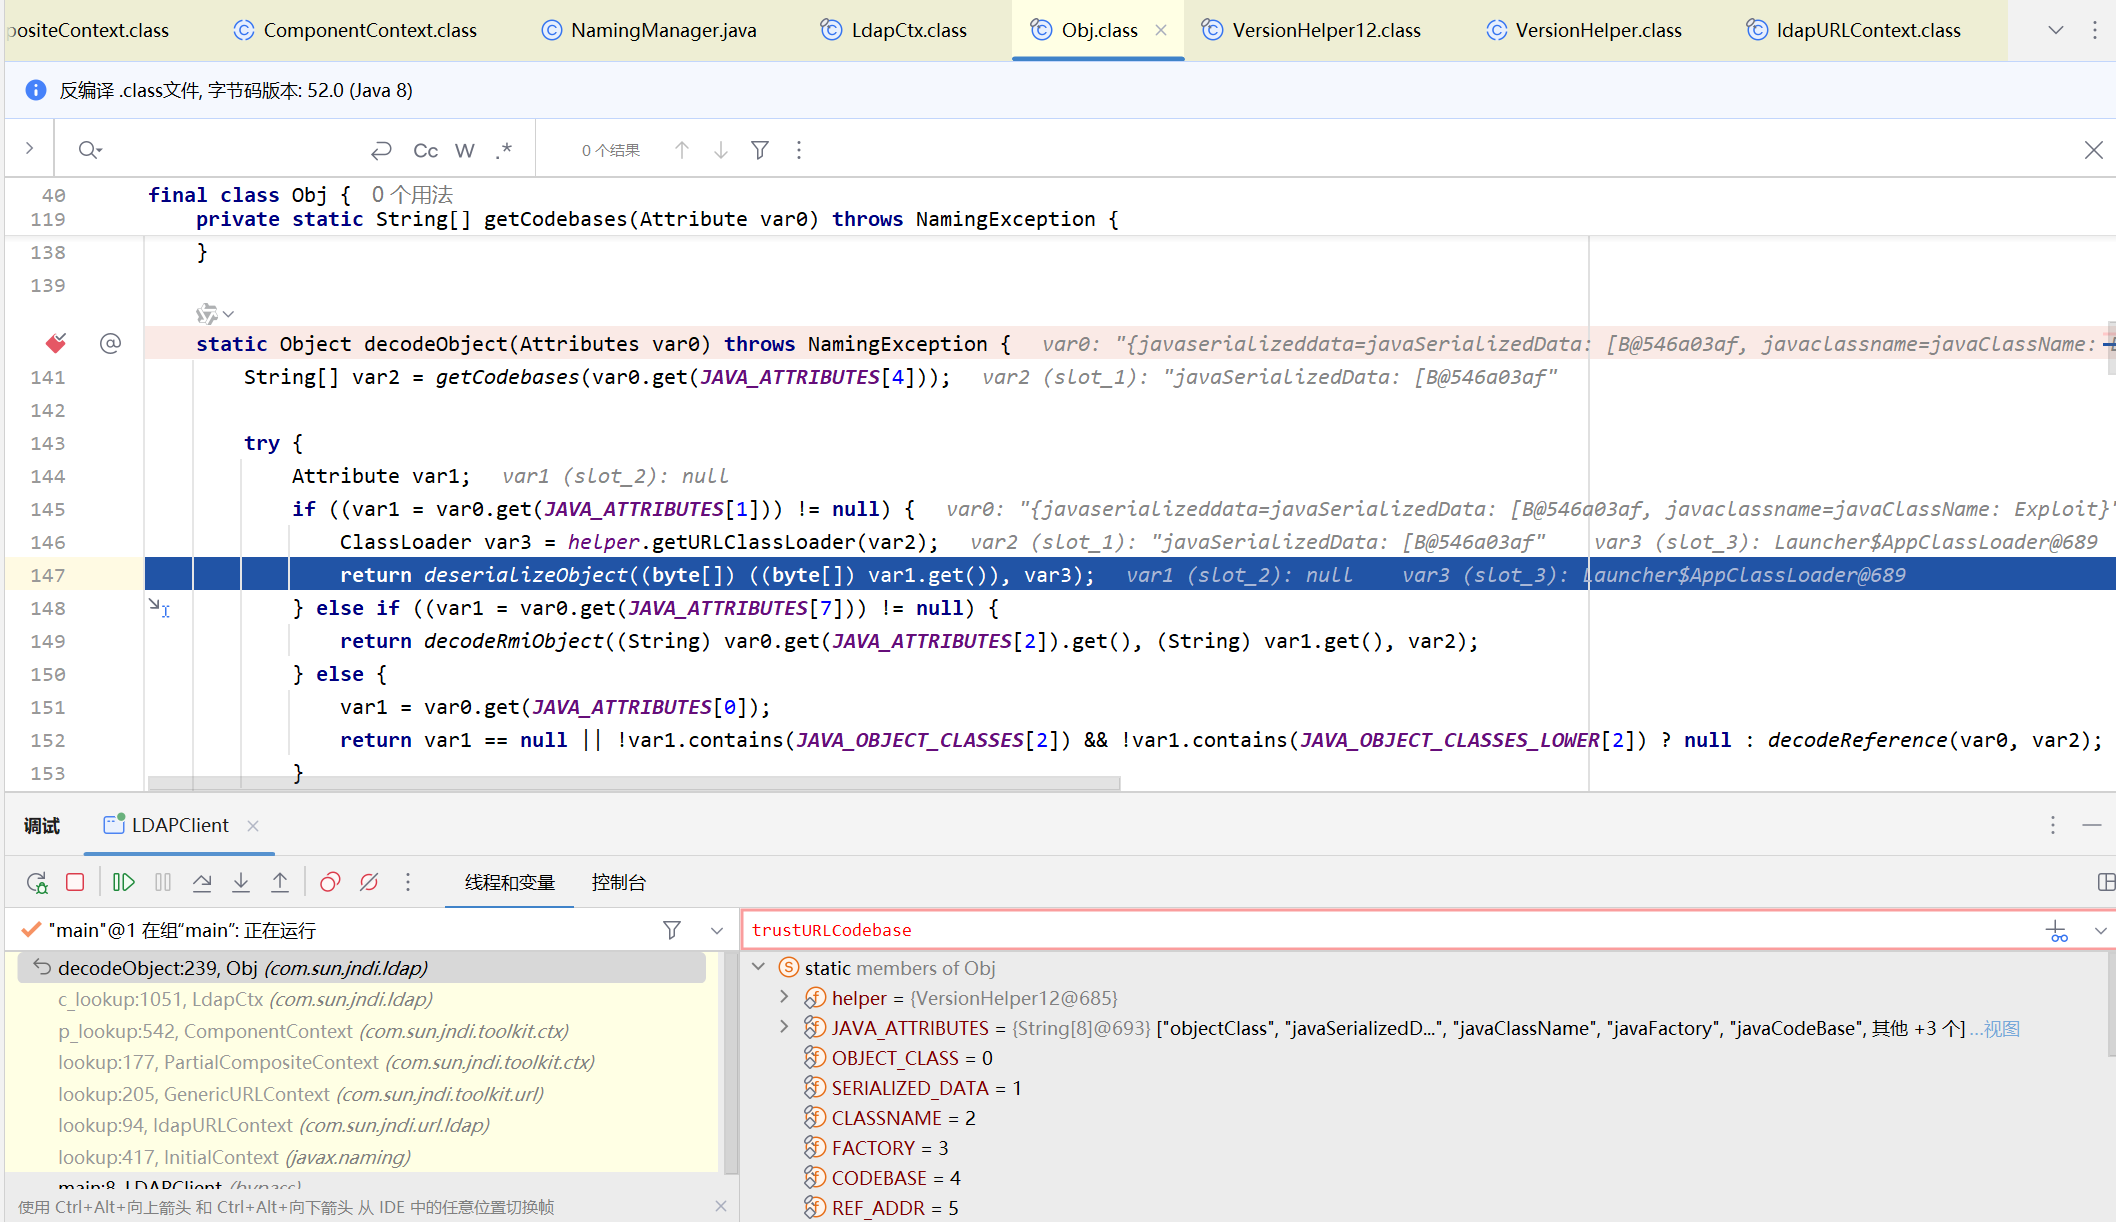 positeContext.class ComponentContext.class NamingManager.java LdapCtx.class Obj.class VersionHelper12.class VersionHelper.class ldapURLContext.class
反编译 .class文件, 字节码版本: 52.0 (Java 8)
Cc W .* 0 个结果
40 final class Obj { 0 个用法
119 private static String[] getCodebases(Attribute var0) throws NamingException {
138 }
139
@ static Object decodeObject(Attributes var0) throws NamingException { var0: "{javaserializeddata=javaSerializedData: [B@546a03af, javaclassname=javaClassName:
141 String[] var2 = getCodebases(var0.get(JAVA_ATTRIBUTES[4])); var2 (slot_1): "javaSerializedData: [B@546a03af"
142
143 try {
144 Attribute var1; var1 (slot_2): null
145 if ((var1 = var0.get(JAVA_ATTRIBUTES[1])) != null) { var0: "{javaserializeddata=javaSerializedData: [B@546a03af, javaclassname=javaClassName: Exploit}"
146 ClassLoader var3 = helper.getURLClassLoader(var2); var2 (slot_1): "javaSerializedData: [B@546a03af" var3 (slot_3): Launcher$AppClassLoader@689
147 return deserializeObject((byte[]) ((byte[]) var1.get()), var3); var1 (slot_2): null var3 (slot_3): Launcher$AppClassLoader@689
148 } else if ((var1 = var0.get(JAVA_ATTRIBUTES[7])) != null) {
149 return decodeRmiObject((String) var0.get(JAVA_ATTRIBUTES[2]).get(), (String) var1.get(), var2);
150 } else {
151 var1 = var0.get(JAVA_ATTRIBUTES[0]);
152 return var1 == null || !var1.contains(JAVA_OBJECT_CLASSES[2]) && !var1.contains(JAVA_OBJECT_CLASSES_LOWER[2]) ? null : decodeReference(var0, var2);
153 }
调试 LDAPClient
线程和变量 控制台
"main"@1 在组"main": 正在运行
decodeObject:239, Obj (com.sun.jndi.ldap)
c_lookup:1051, LdapCtx (com.sun.jndi.ldap)
p_lookup:542, ComponentContext (com.sun.jndi.toolkit.ctx)
lookup:177, PartialCompositeContext (com.sun.jndi.toolkit.ctx)
lookup:205, GenericURLContext (com.sun.jndi.toolkit.url)
lookup:94, ldapURLContext (com.sun.jndi.url.ldap)
lookup:417, InitialContext (javax.naming)
main:8, LDAPClient (bypass)
使用 Ctrl+Alt+向上箭头 和 Ctrl+Alt+向下箭头 从 IDE 中的任意位置切换帧
trustURLCodebase
static members of Obj
helper = {VersionHelper12@685}
JAVA_ATTRIBUTES = {String[8]@693} ["objectClass", "javaSerializedD...", "javaClassName", "javaFactory", "javaCodeBase", 其他 +3 个] ...视图
OBJECT_CLASS = 0
SERIALIZED_DATA = 1
CLASSNAME = 2
FACTORY = 3
CODEBASE = 4
REF_ADDR = 5